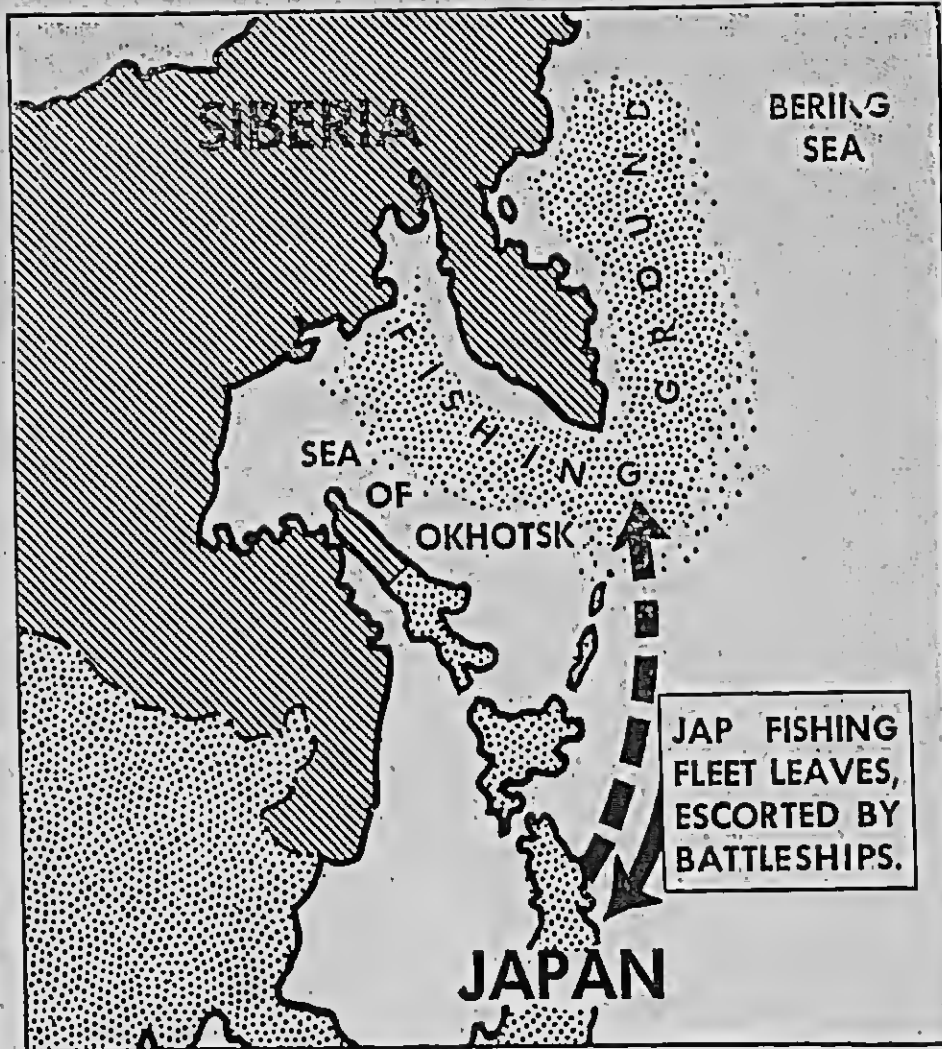 SIBERIA
BERING
SEA
FISHING GROUND
SEA
OF
OKHOTSK
JAP FISHING
FLEET LEAVES,
ESCORTED BY
BATTLESHIPS.
JAPAN